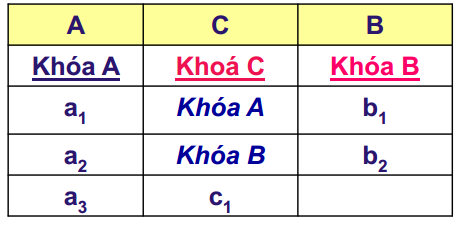 A C B
Khóa A Khoá C Khóa B
a1 Khóa A b1
a2 Khóa B b2
a3 c1